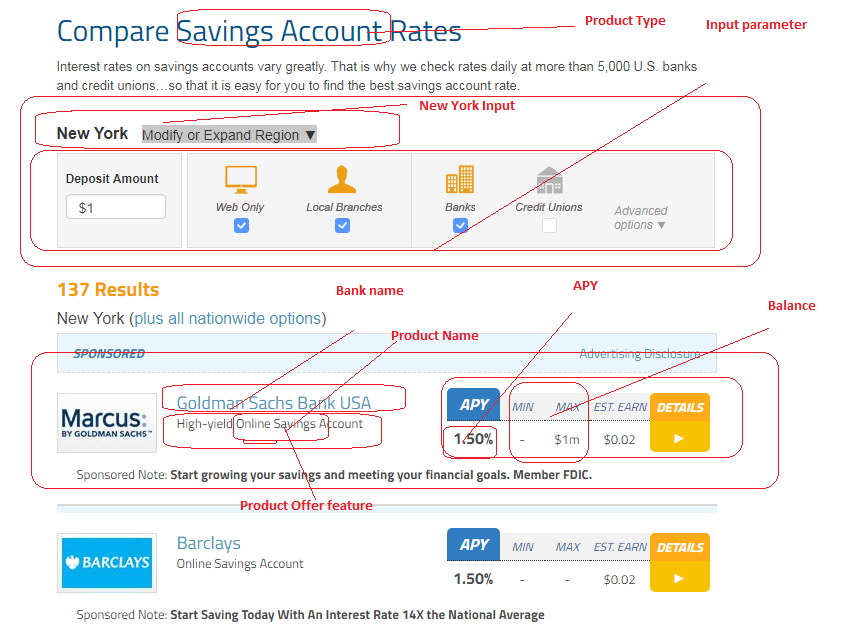 Compare Savings Account Rates
Product Type
Input parameter
Interest rates on savings accounts vary greatly. That is why we check rates daily at more than 5,000 U.S. banks
and credit unions…so that it is easy for you to find the best savings account rate.
New York Input
New York Modify or Expand Region ▼
Deposit Amount
$1
Web Only
Local Branches
Banks
Credit Unions
Advanced
options ▼
137 Results
Bank name
APY
Balance
New York (plus all nationwide options)
Product Name
SPONSORED
Advertising Disclosure
Marcus:
BY GOLDMAN SACHS™
Goldman Sachs Bank USA
High-yield Online Savings Account
APY MIN MAX EST. EARN DETAILS
1.50% - $1m $0.02
Sponsored Note: Start growing your savings and meeting your financial goals. Member FDIC.
Product Offer feature
BARCLAYS
Barclays
Online Savings Account
APY MIN MAX EST. EARN DETAILS
1.50% - - $0.02
Sponsored Note: Start Saving Today With An Interest Rate 14X the National Average